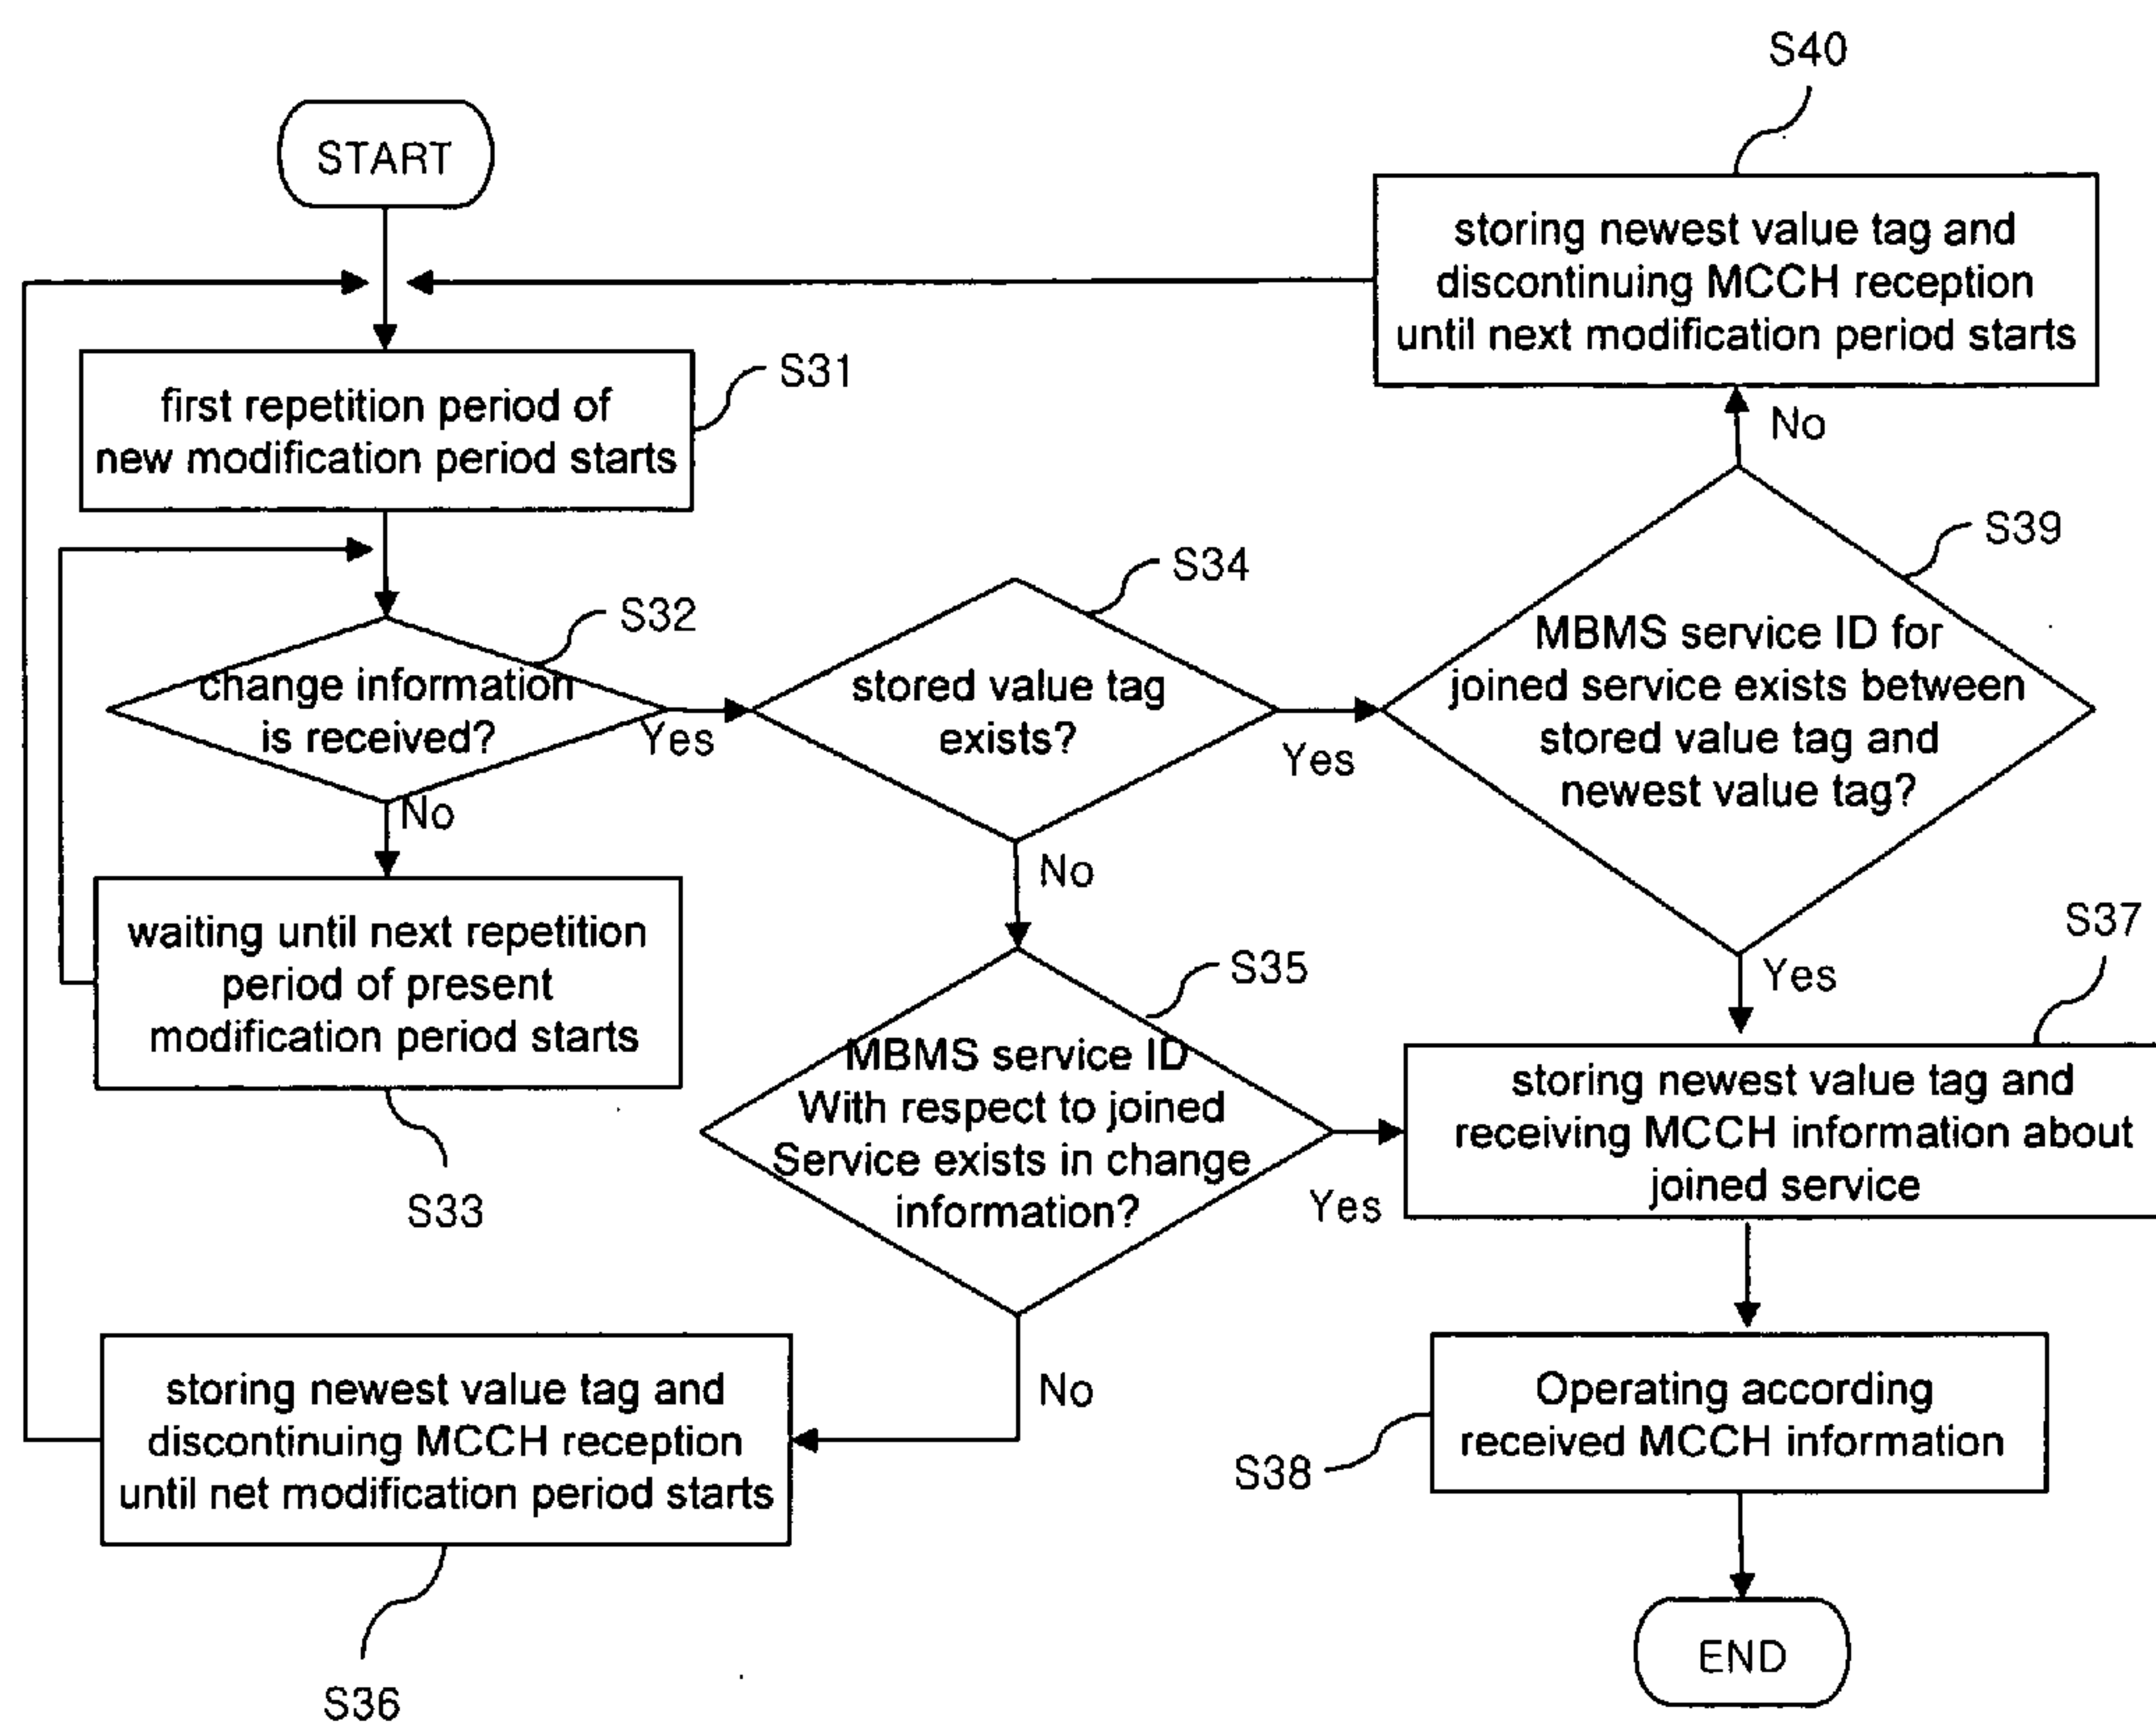 S40
START
storing newest value tag and
discontinuing MCCH reception
until next modification period starts
S31
first repetition period of
new modification period starts
No
S39
S34
S32
MBMS service ID for
joined service exists between
stored value tag and
newest value tag?
change information
is received?
Yes
stored value tag
exists?
Yes
No
No
waiting until next repetition
period of present
modification period starts
S33
S35
S37
Yes
MBMS service ID
With respect to joined
Service exists in change
information?
Yes
storing newest value tag and
receiving MCCH information about
joined service
No
storing newest value tag and
discontinuing MCCH reception
until net modification period starts
S36
Operating according
received MCCH information
S38
END